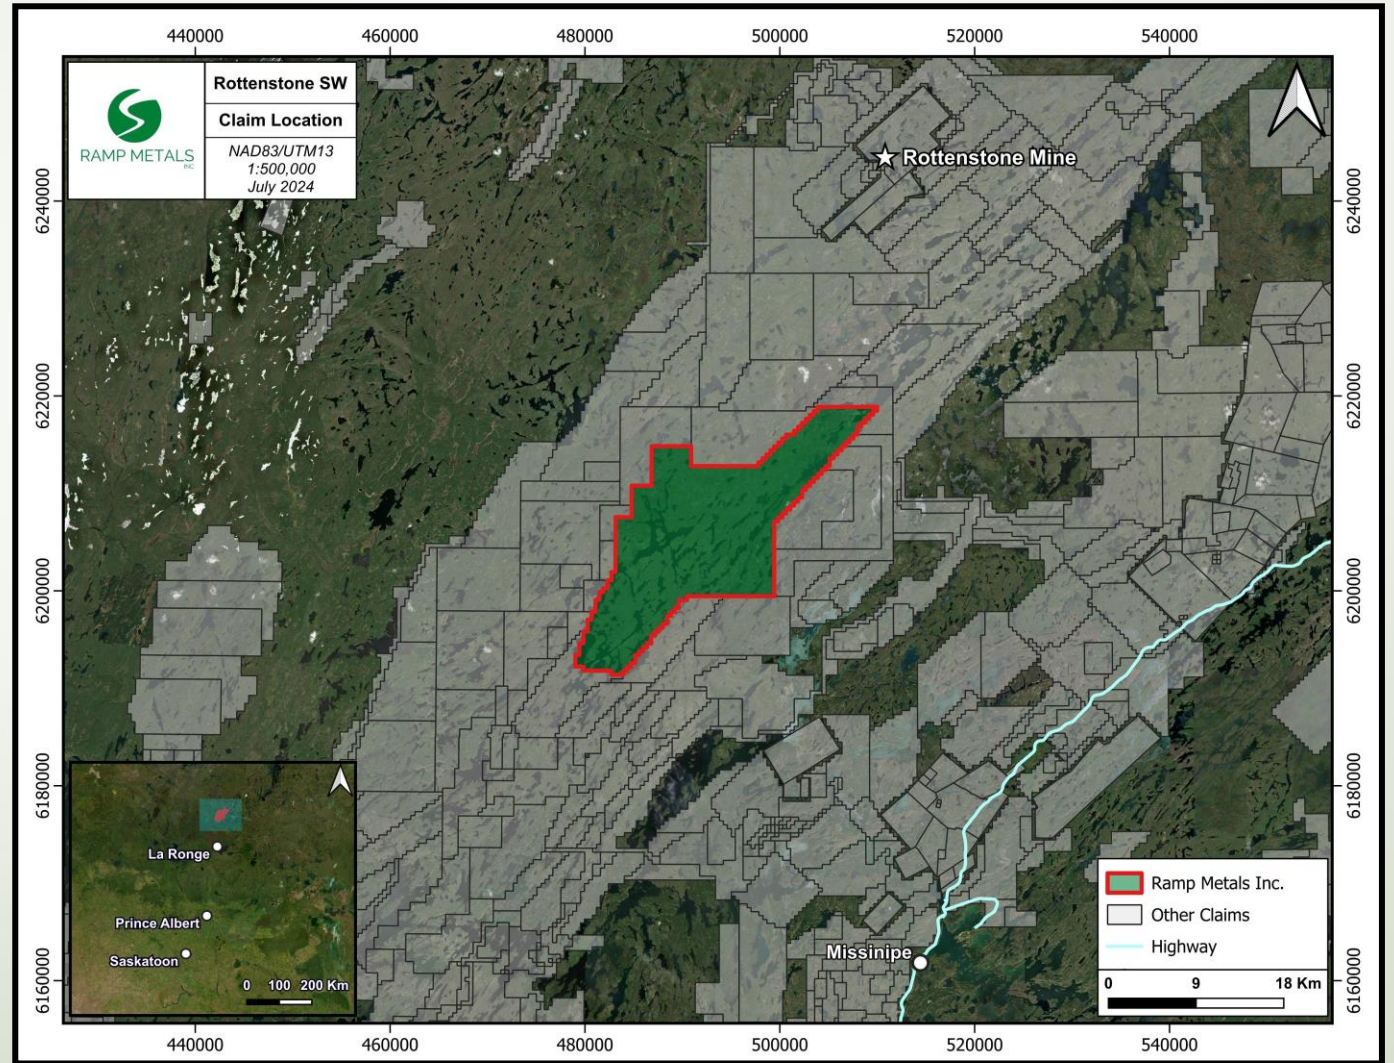 440000
460000
480000
500000
520000
540000
RAMP METALS
INC
Rottenstone SW
Claim Location
NAD83/UTM13
1:500,000
July 2024
Rottenstone Mine
6240000
6240000
6220000
6220000
6200000
6200000
6180000
6180000
6160000
6160000
La Ronge
Prince Albert
Saskatoon
0 100 200 Km
Missinipe
Ramp Metals Inc.
Other Claims
Highway
0 9 18 Km
440000
460000
480000
500000
520000
540000